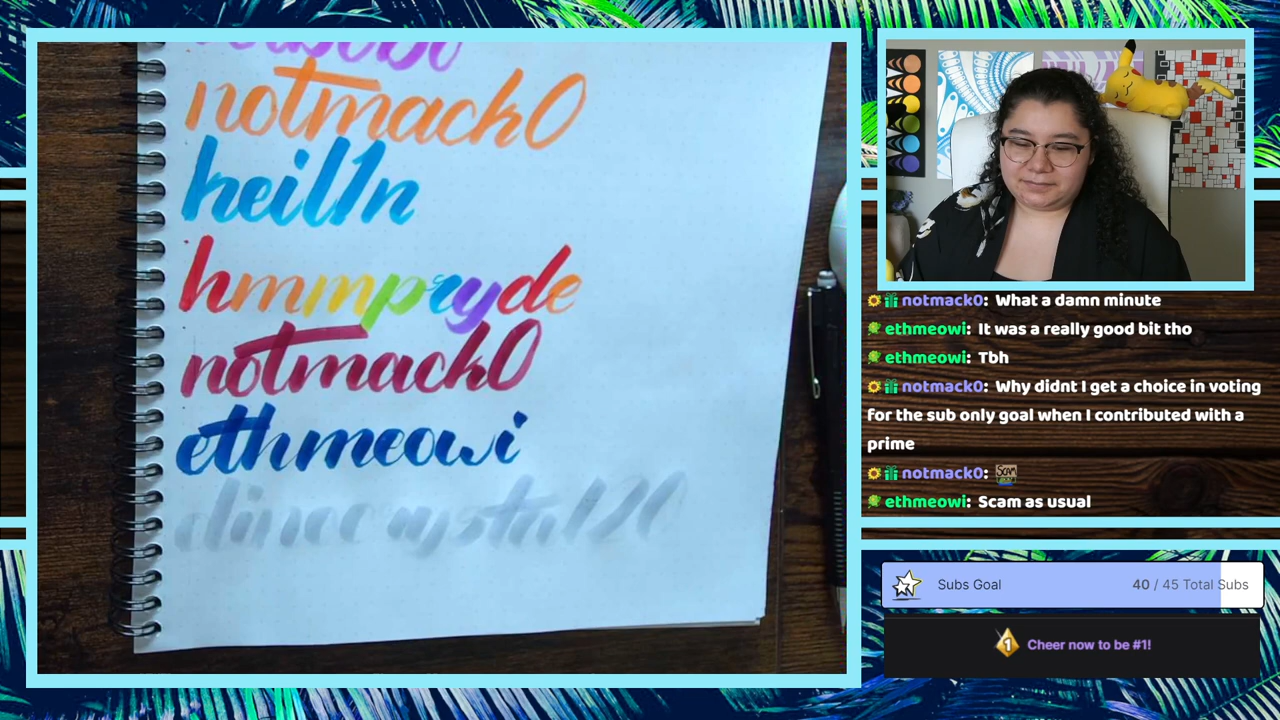 notmack0
heil1n
hmmpryde
notmack0
ethmeowi
notmack0: What a damn minute
ethmeowi: It was a really good bit tho
ethmeowi: Tbh
notmack0: Why didnt I get a choice in voting
for the sub only goal when I contributed with a
prime
notmack0:
ethmeowi: Scam as usual
Subs Goal 40 / 45 Total Subs
1 Cheer now to be #1!